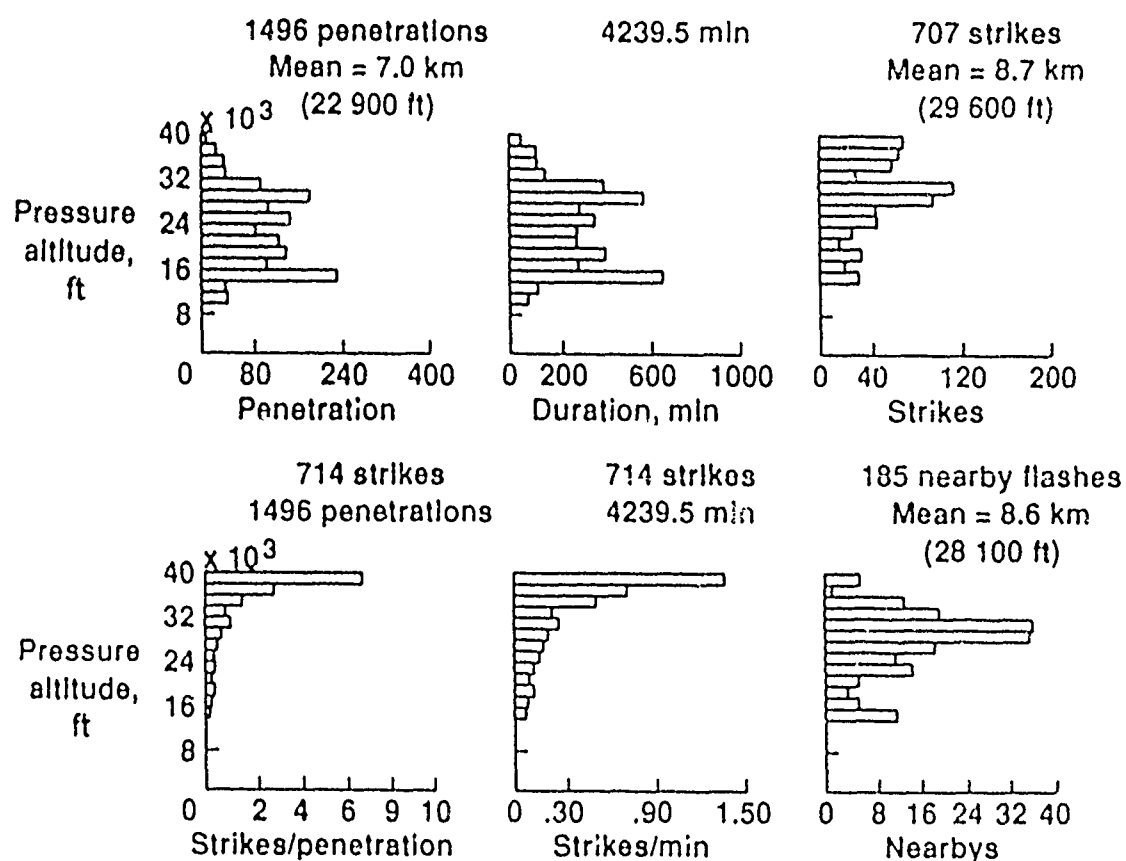 1496 penetrations
Mean = 7.0 km
(22 900 ft)
4239.5 min
707 strikes
Mean = 8.7 km
(29 600 ft)
x 10³
Pressure altitude, ft
40
32
24
16
8
0 80 240 400
Penetration
0 200 600 1000
Duration, min
0 40 120 200
Strikes
714 strikes
1496 penetrations
714 strikes
4239.5 min
185 nearby flashes
Mean = 8.6 km
(28 100 ft)
x 10³
Pressure altitude, ft
40
32
24
16
8
0 2 4 6 8 10
Strikes/penetration
0 .30 .90 1.50
Strikes/min
0 8 16 24 32 40
Nearbys